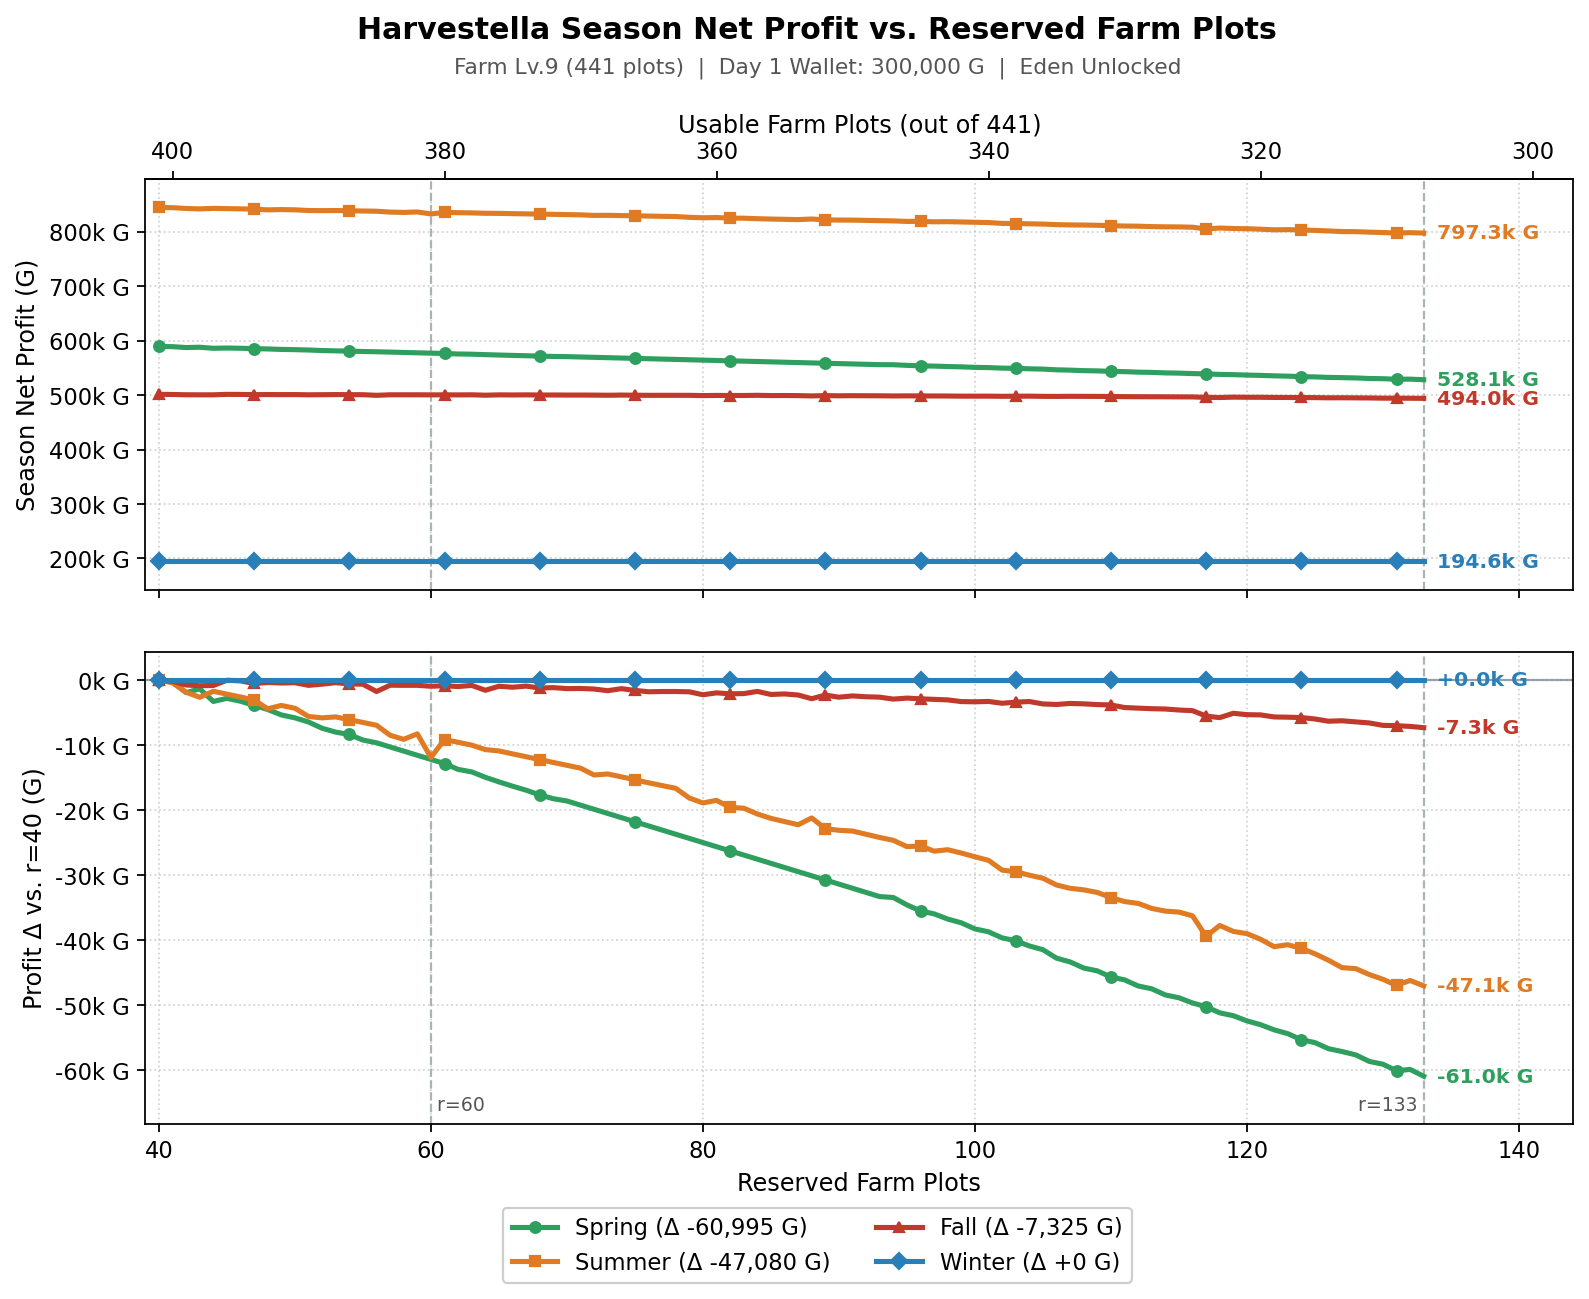 Harvestella Season Net Profit vs. Reserved Farm Plots
Farm Lv.9 (441 plots) | Day 1 Wallet: 300,000 G | Eden Unlocked
Usable Farm Plots (out of 441)
400 380 360 340 320 300
Season Net Profit (G)
800k G
700k G
600k G
500k G
400k G
300k G
200k G
797.3k G
528.1k G
494.0k G
194.6k G
Profit Δ vs. r=40 (G)
0k G
-10k G
-20k G
-30k G
-40k G
-50k G
-60k G
+0.0k G
-7.3k G
-47.1k G
-61.0k G
r=60
r=133
40 60 80 100 120 140
Reserved Farm Plots
Spring (Δ -60,995 G)
Summer (Δ -47,080 G)
Fall (Δ -7,325 G)
Winter (Δ +0 G)